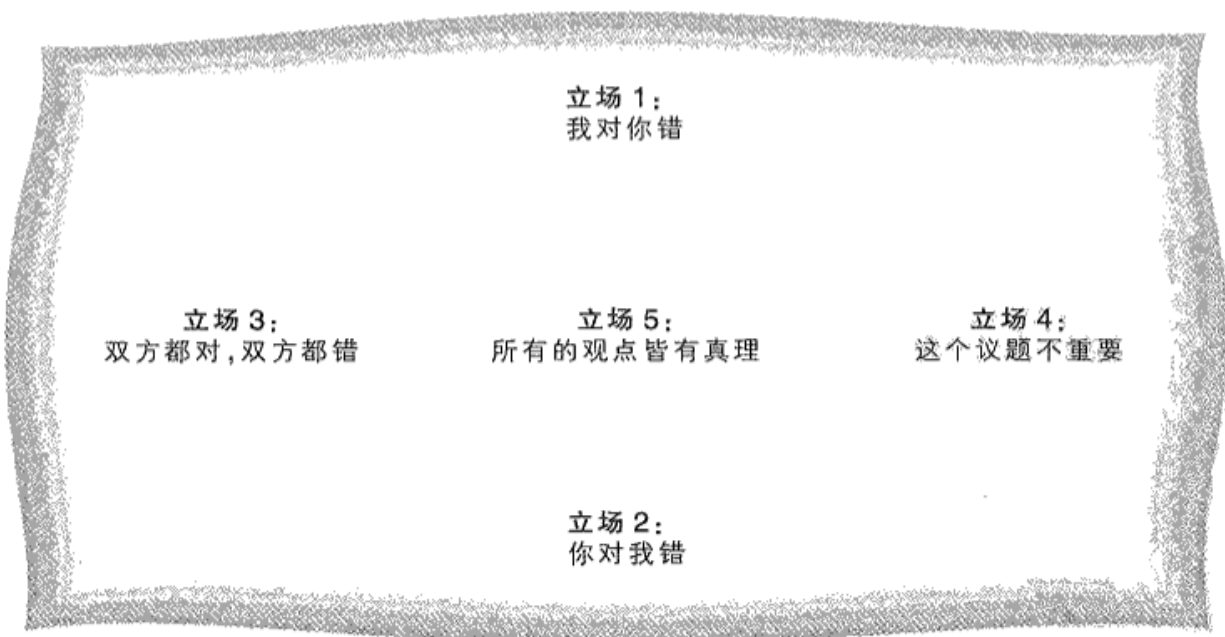 立场 1:
我对你错
立场 3:
双方都对,双方都错
立场 5:
所有的观点皆有真理
立场 4:
这个议题不重要
立场 2:
你对我错